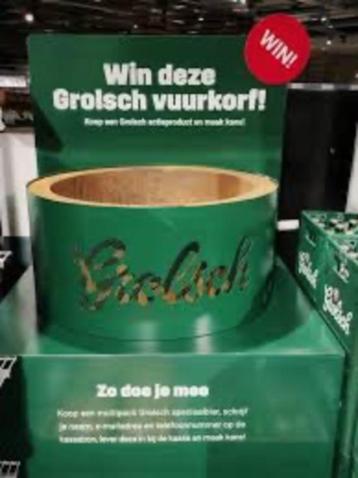 WIN!
Win deze
Grolsch vuurkorf!
Koop een Grolsch actieproduct en maak kans!
Grolsch
Zo doe je mee
Koop een multipack Grolsch speciaalbier, schrijf
je naam, e-mailadres en telefoonnummer op de
kassabon, lever deze in bij de kassa en maak kans!
Grolsch